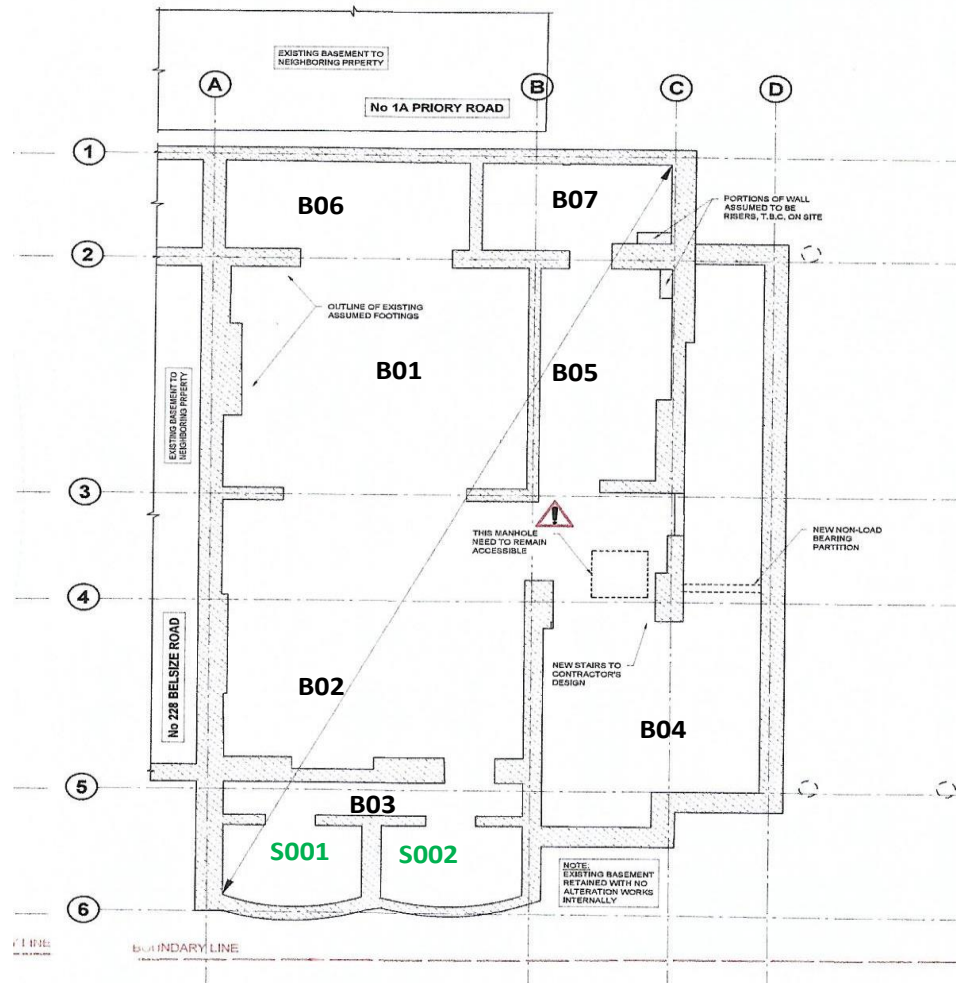 EXISTING BASEMENT TO
NEIGHBORING PRPERTY
A
B
C
D
No 1A PRIORY ROAD
1
B06
B07
PORTIONS OF WALL
ASSUMED TO BE
RISERS, T.B.C, ON SITE
2
OUTLINE OF EXISTING
ASSUMED FOOTINGS
B01
B05
EXISTING BASEMENT TO
NEIGHBORING PRPERTY
3
THIS MANHOLE
NEED TO REMAIN
ACCESSIBLE
!
NEW NON-LOAD
BEARING
PARTITION
4
No 228 BELSIZE ROAD
NEW STAIRS TO
CONTRACTOR'S
DESIGN
B02
B04
5
B03
S001
S002
NOTE:
EXISTING BASEMENT
RETAINED WITH NO
ALTERATION WORKS
INTERNALLY
6
LINE
BOUNDARY LINE